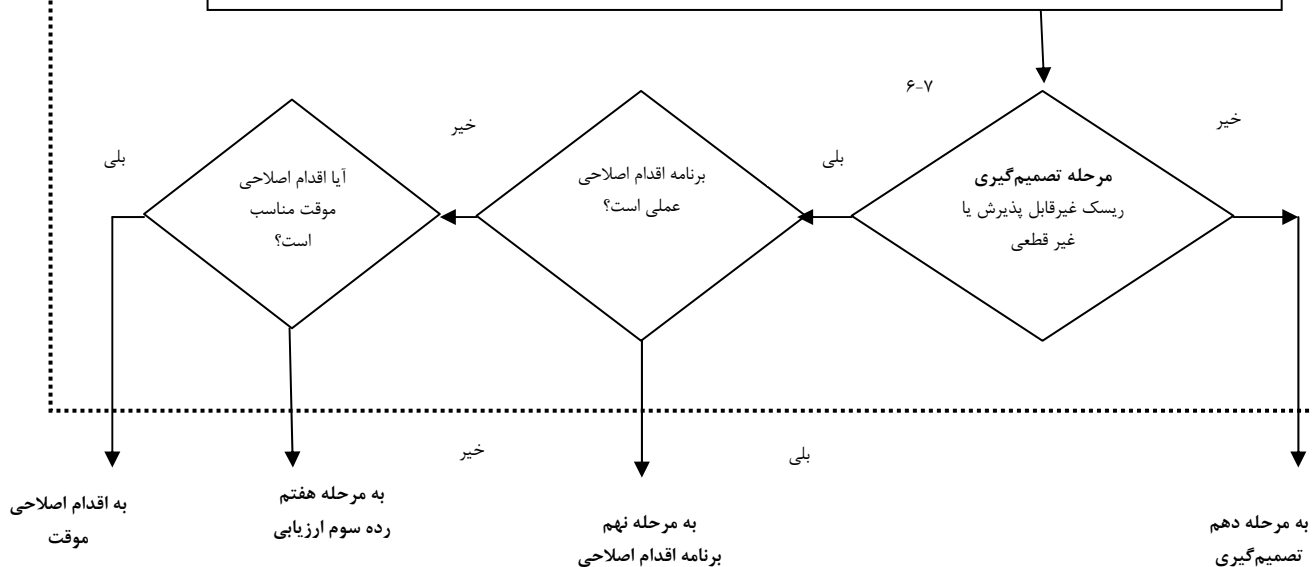 ۶-۷
خیر
مرحله تصمیم‌گیری
ریسک غیرقابل پذیرش یا
غیر قطعی
بلی
برنامه اقدام اصلاحی
عملی است؟
خیر
آیا اقدام اصلاحی
موقت مناسب
است؟
بلی
بلی
خیر
به مرحله دهم
تصمیم‌گیری
به مرحله نهم
برنامه اقدام اصلاحی
به مرحله هفتم
رده سوم ارزیابی
به اقدام اصلاحی
موقت